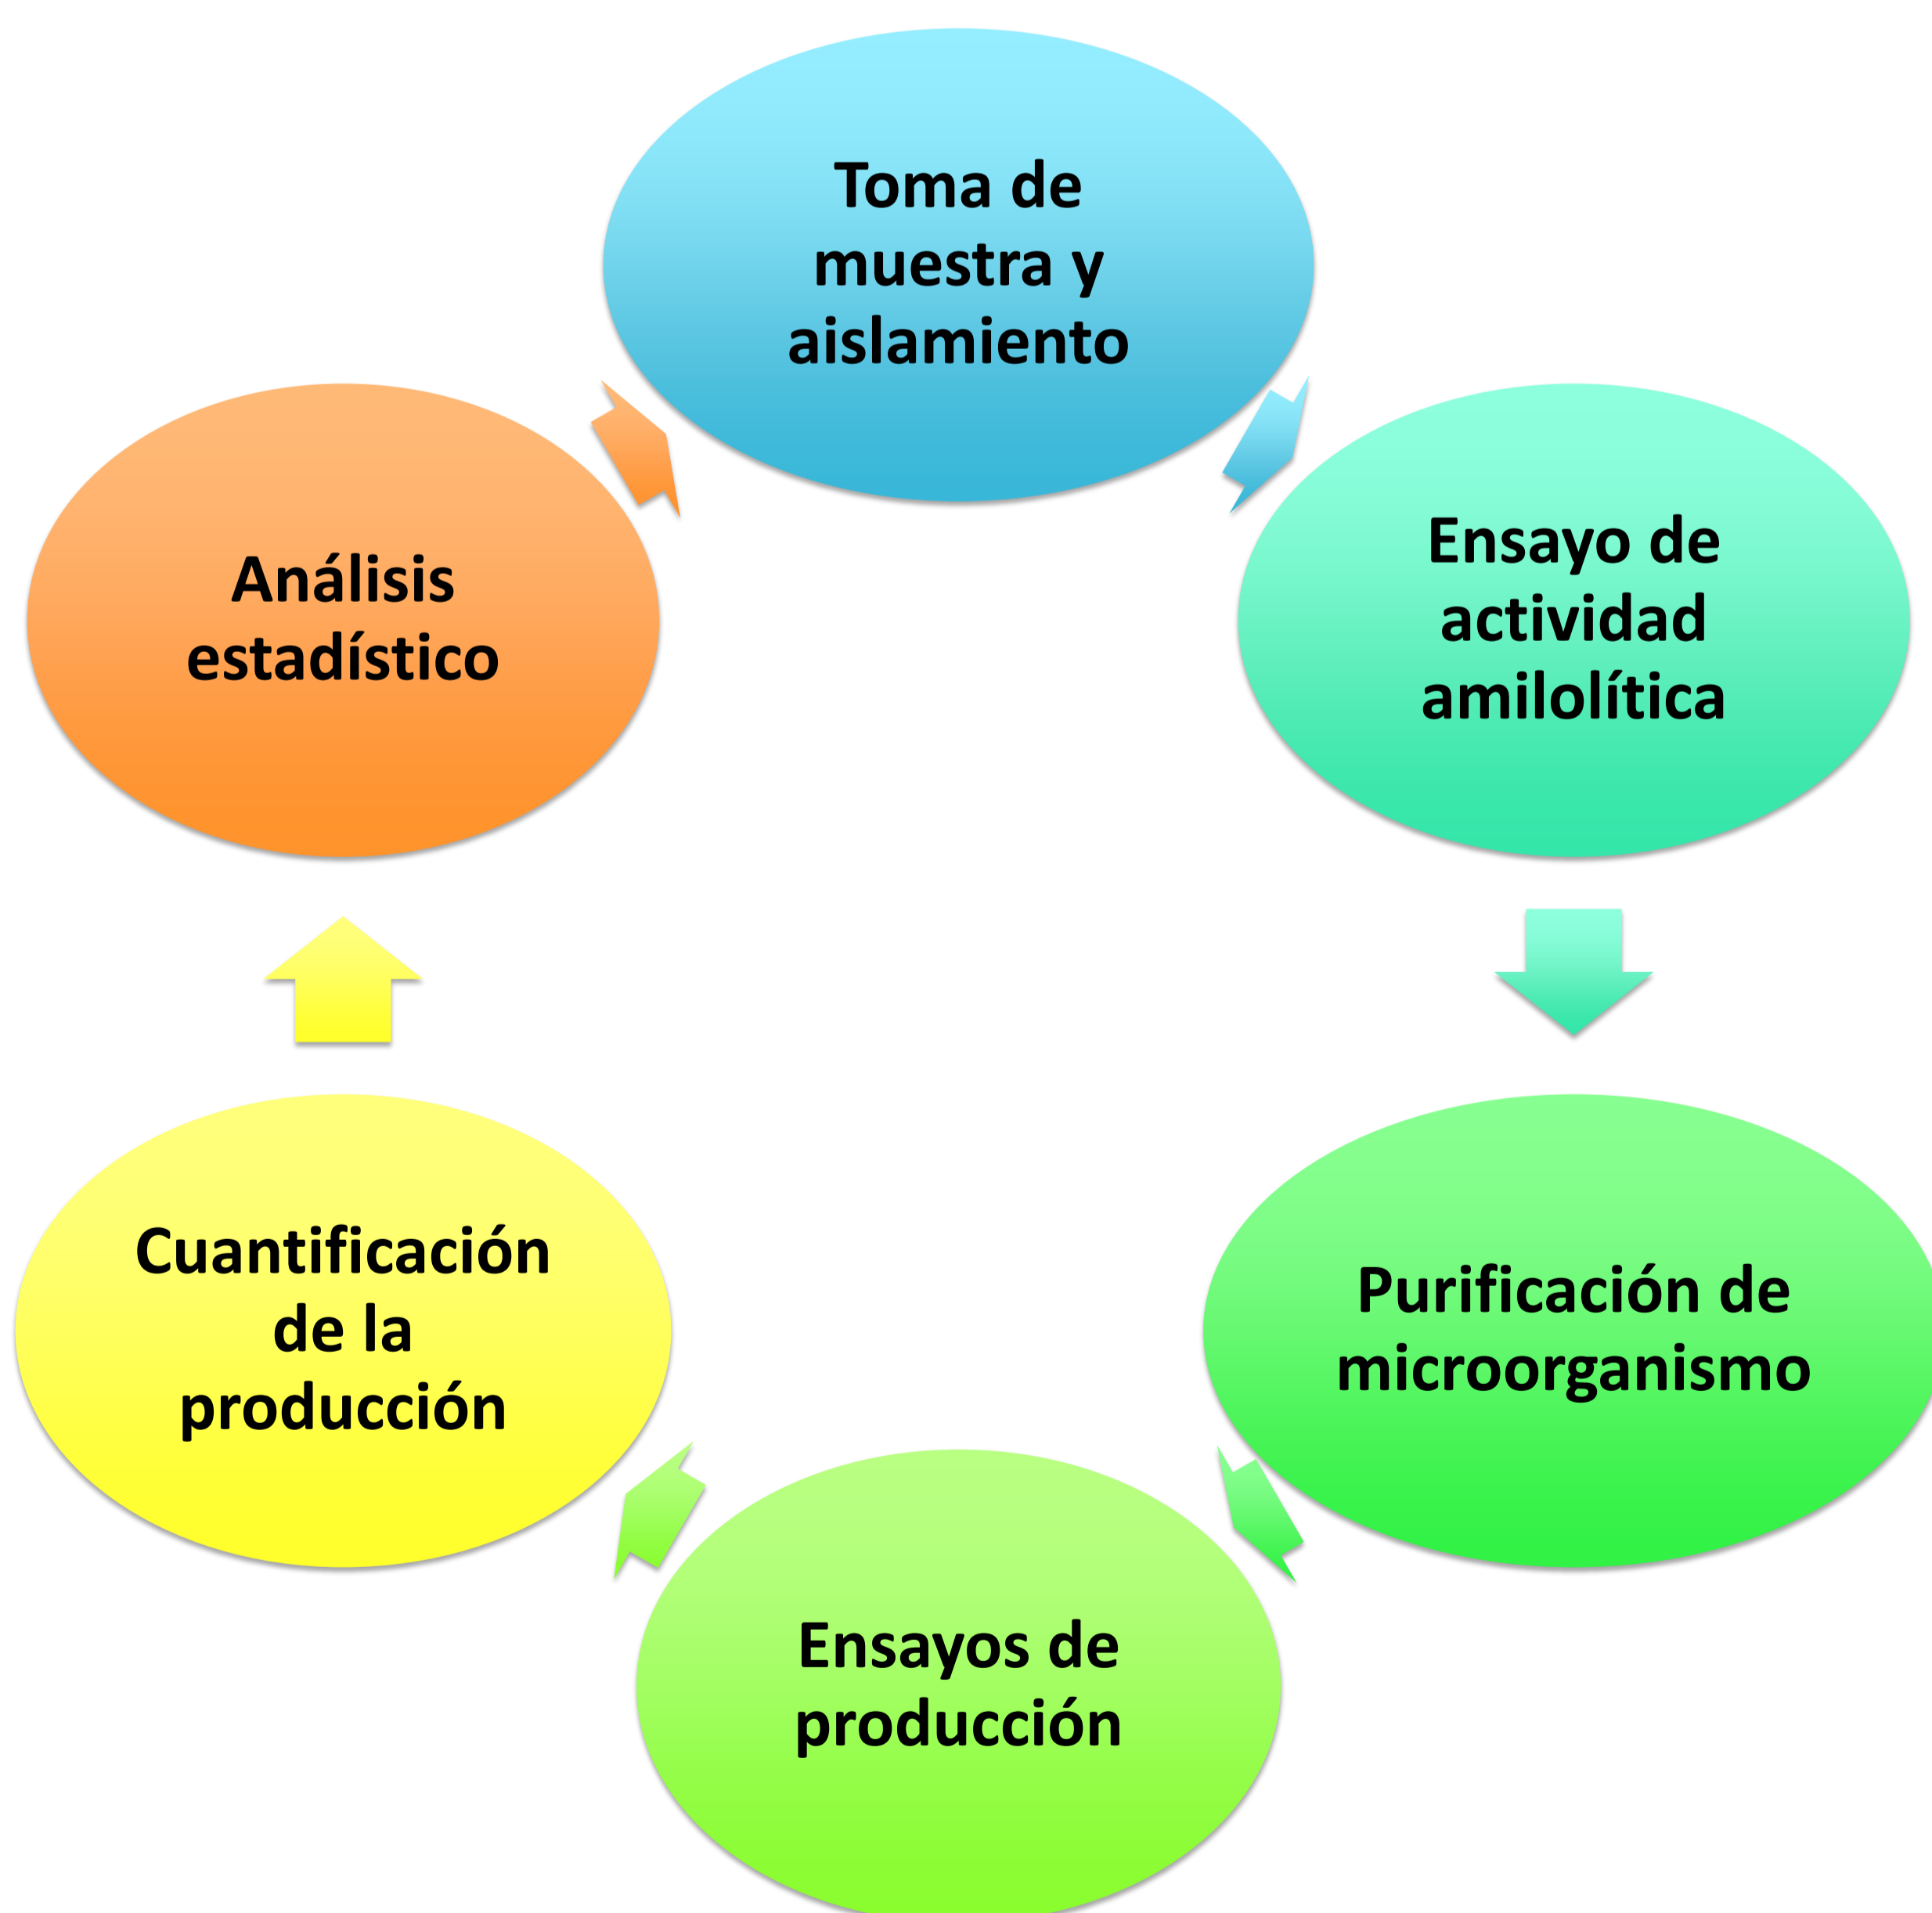 Toma de
muestra y
aislamiento
Ensayo de
actividad
amilolítica
Purificación de
microorganismo
Ensayos de
producción
Cuantificación
de la
producción
Análisis
estadístico